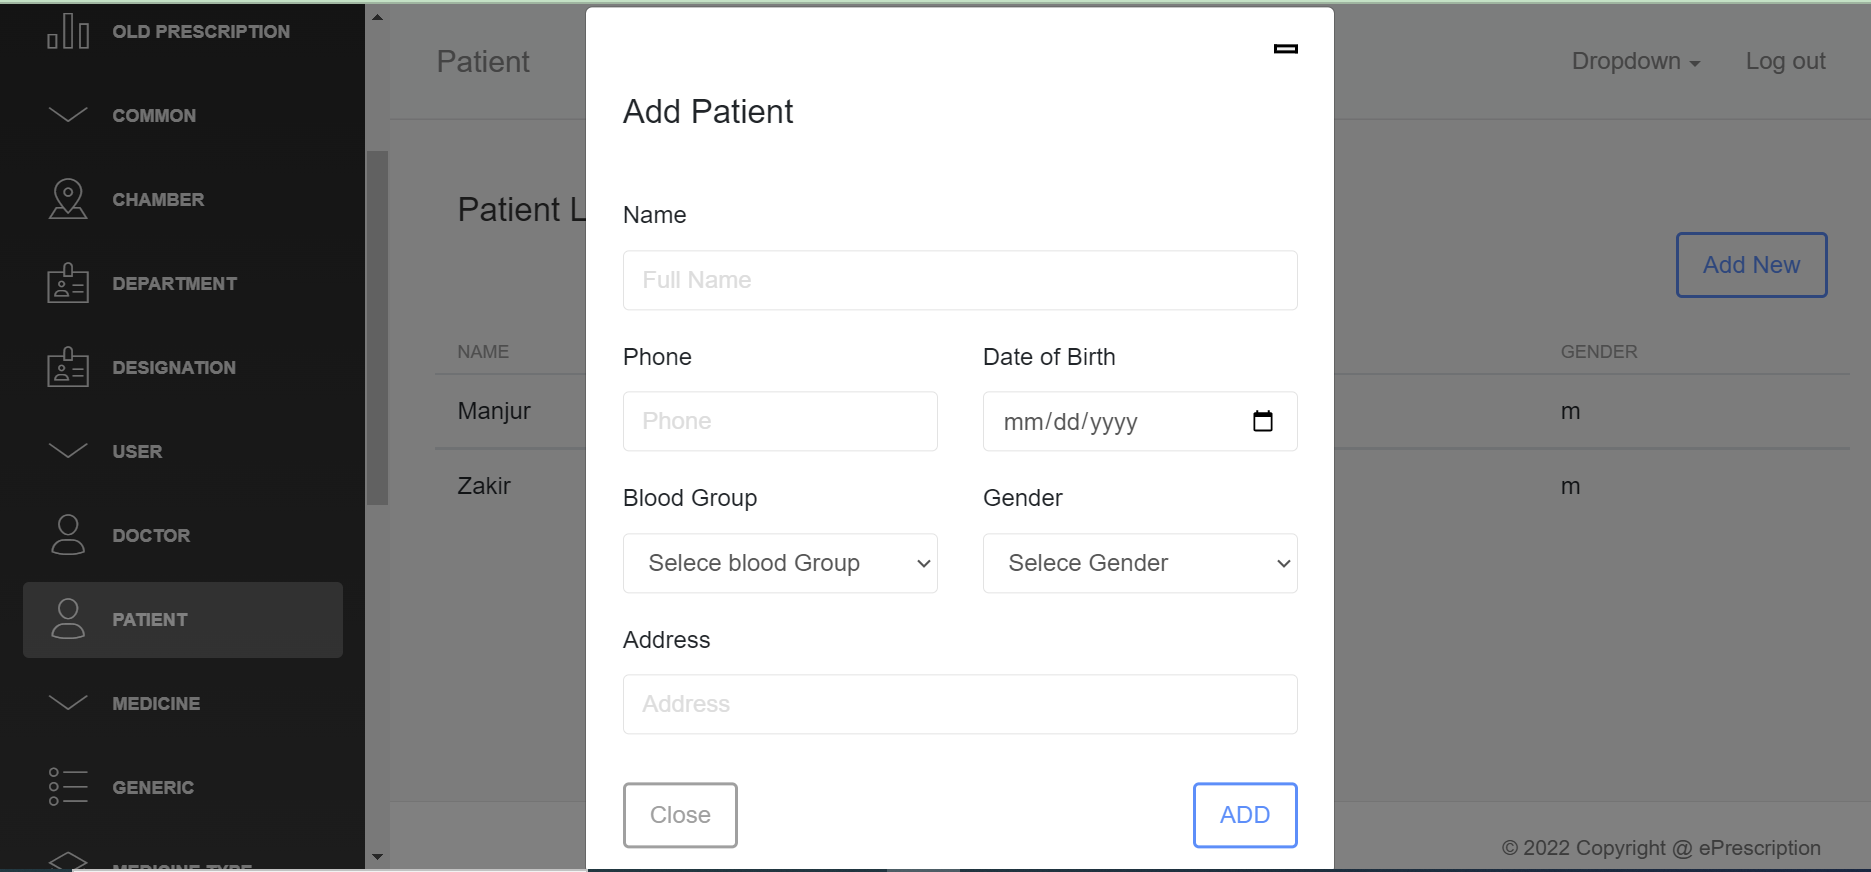 OLD PRESCRIPTION
COMMON
CHAMBER
DEPARTMENT
DESIGNATION
USER
DOCTOR
PATIENT
MEDICINE
GENERIC
MEDICINE TYPE
Patient
Dropdown
Log out
Patient L
Add New
NAME
GENDER
Manjur
m
Zakir
m
Add Patient
Name
Full Name
Phone
Date of Birth
Phone
mm/dd/yyyy
Blood Group
Gender
Selece blood Group
Selece Gender
Address
Address
Close
ADD
© 2022 Copyright @ ePrescription